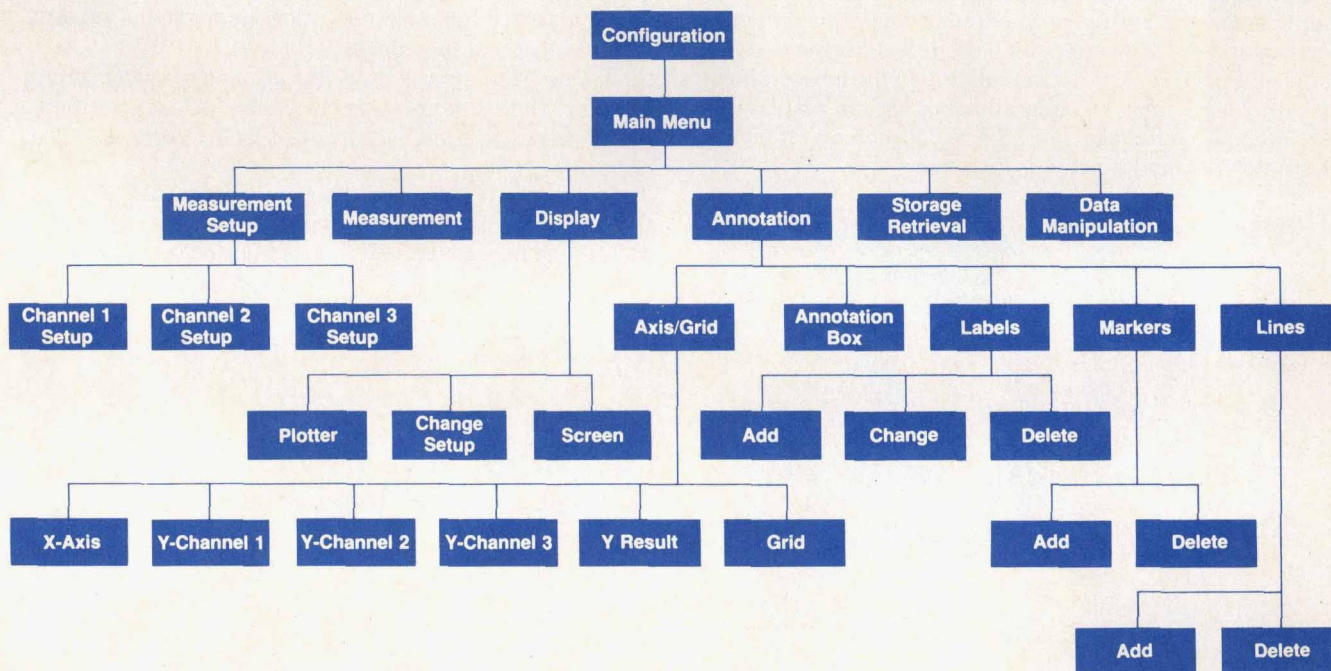 Configuration
Main Menu
Measurement
Setup
Measurement
Display
Annotation
Storage
Retrieval
Data
Manipulation
Channel 1
Setup
Channel 2
Setup
Channel 3
Setup
Axis/Grid
Annotation
Box
Labels
Markers
Lines
Plotter
Change
Setup
Screen
Add
Change
Delete
X-Axis
Y-Channel 1
Y-Channel 2
Y-Channel 3
Y Result
Grid
Add
Delete
Add
Delete